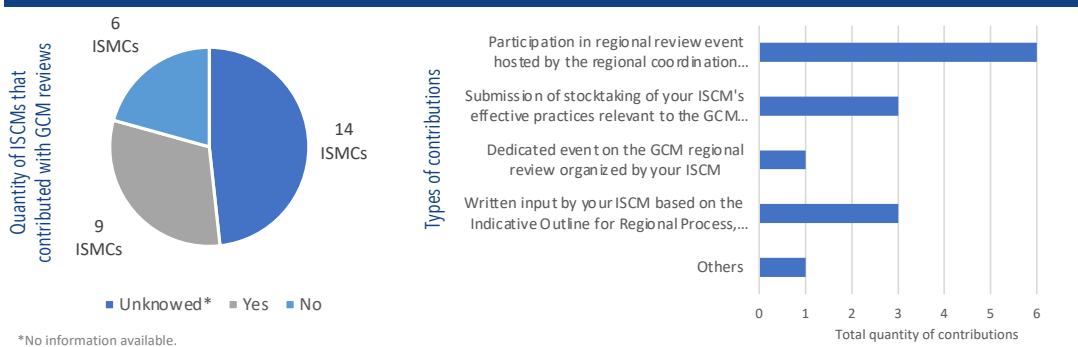 Quantity of ISCMs that
contributed with GCM reviews
6
ISMCs
14
ISMCs
9
ISMCs
Unknowed*
Yes
No
*No information available.
Types of contributions
Participation in regional review event
hosted by the regional coordination…
Submission of stocktaking of your ISCM's
effective practices relevant to the GCM…
Dedicated event on the GCM regional
review organized by your ISCM
Written input by your ISCM based on the
Indicative Outline for Regional Process,…
Others
0 1 2 3 4 5 6
Total quantity of contributions